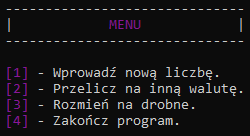 ---------------------------
|          MENU           |
---------------------------
[1] - Wprowadź nową liczbę.
[2] - Przelicz na inną walutę.
[3] - Rozmień na drobne.
[4] - Zakończ program.